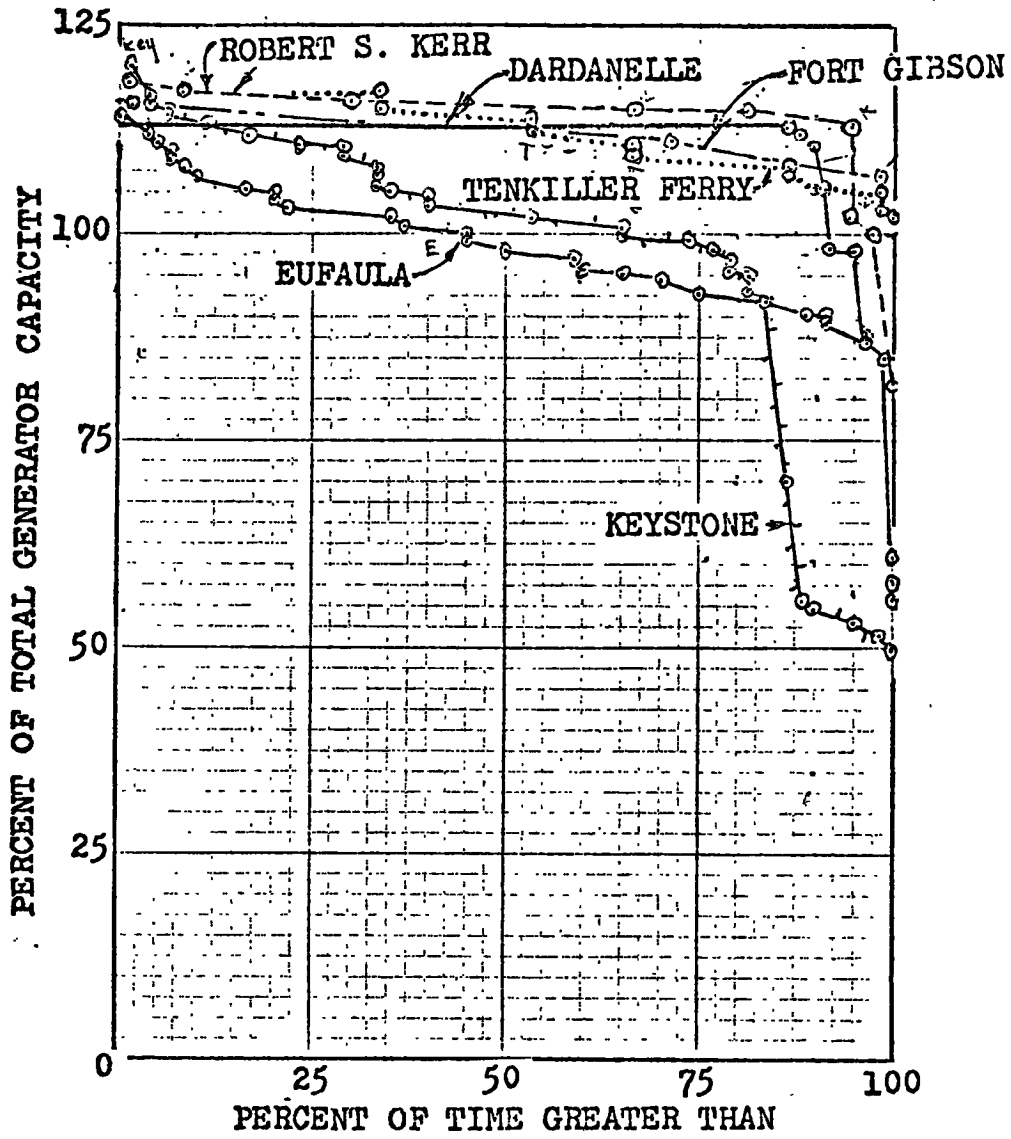 125
Key
ROBERT S. KERR
DARDANELLE
FORT GIBSON
K
T
TENKILLER FERRY
100
E
EUFAULA
75
KEYSTONE
50
25
0
25
50
75
100
PERCENT OF TOTAL GENERATOR CAPACITY
PERCENT OF TIME GREATER THAN